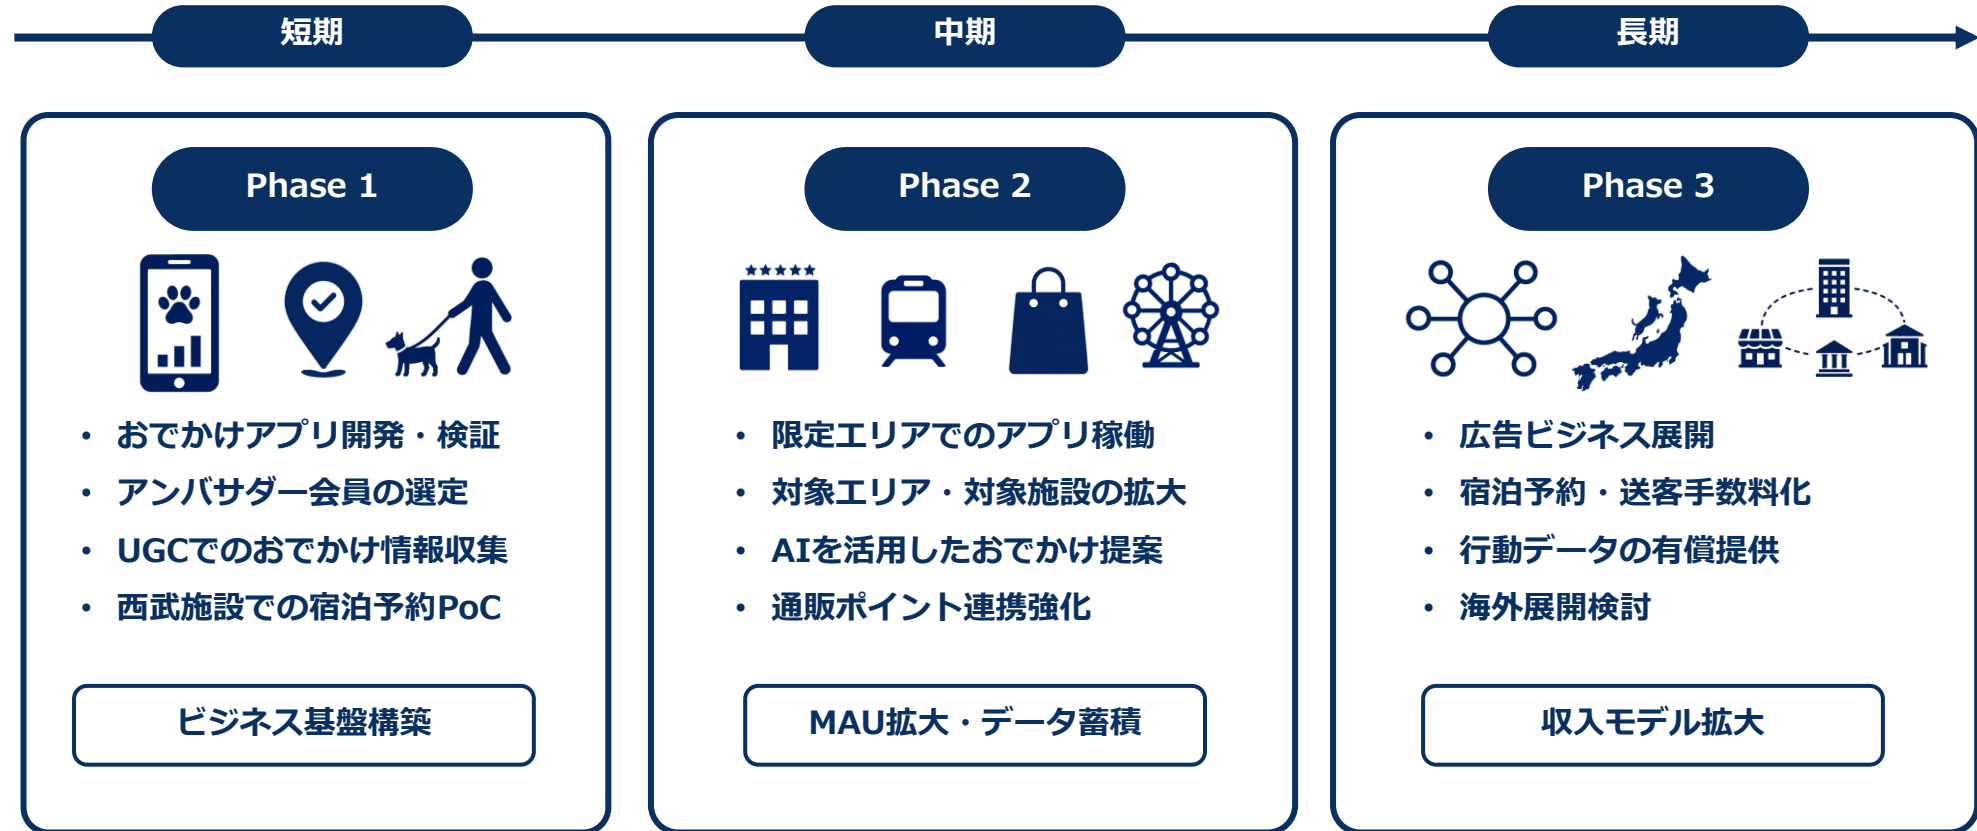 短期
中期
長期
Phase 1
・ おでかけアプリ開発・検証
・ アンバサダー会員の選定
・ UGCでのおでかけ情報収集
・ 西武施設での宿泊予約PoC
ビジネス基盤構築
Phase 2
・ 限定エリアでのアプリ稼働
・ 対象エリア・対象施設の拡大
・ AIを活用したおでかけ提案
・ 通販ポイント連携強化
MAU拡大・データ蓄積
Phase 3
・ 広告ビジネス展開
・ 宿泊予約・送客手数料化
・ 行動データの有償提供
・ 海外展開検討
収入モデル拡大